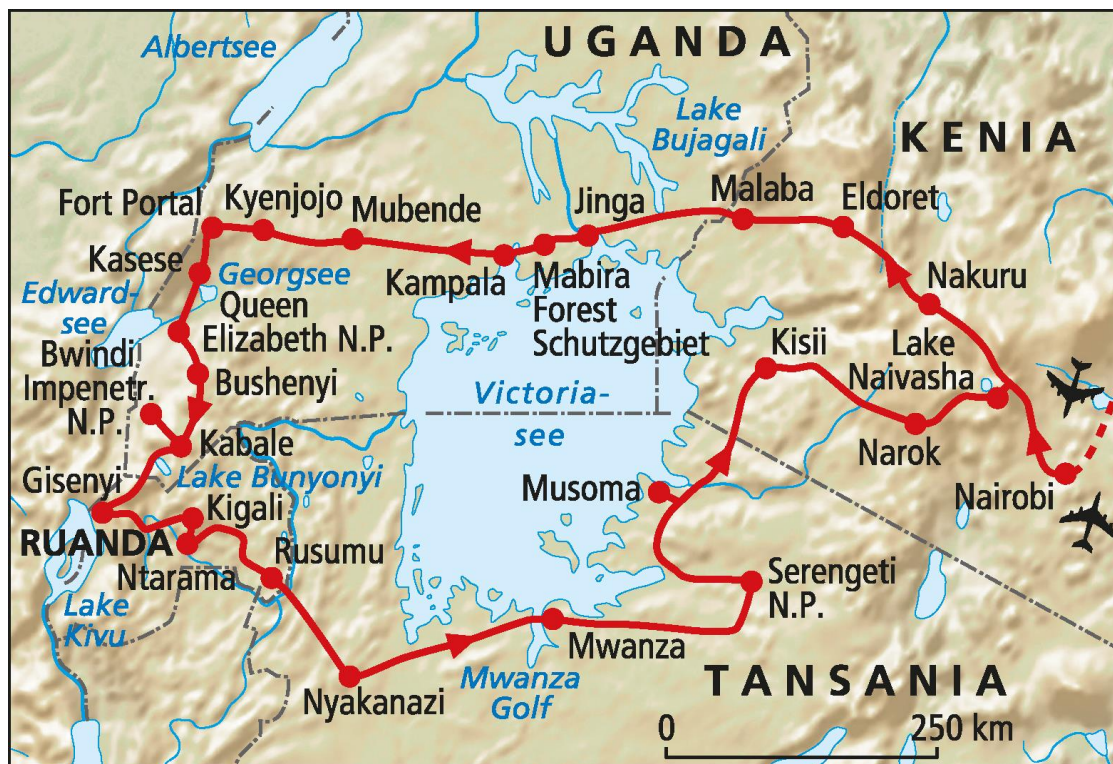 Albertsee
UGANDA
Lake
Bujagali
KENIA
Fort Portal
Kyenjojo
Mubende
Jinga
Malaba
Eldoret
Kasese
Georgsee
Kampala
Mabira
Forest
Schutzgebiet
Nakuru
Edward-
see
Queen
Elizabeth N.P.
Kisii
Lake
Naivasha
Bwindi
Impenetr.
N.P.
Bushenyi
Victoria-
see
Kabale
Narok
Lake Bunyonyi
Gisenyi
Kigali
Musoma
Nairobi
RUANDA
Ntarama
Rusumu
Serengeti
N.P.
Lake
Kivu
Mwanza
Nyakanazi
Mwanza
Golf
TANSANIA
0 250 km